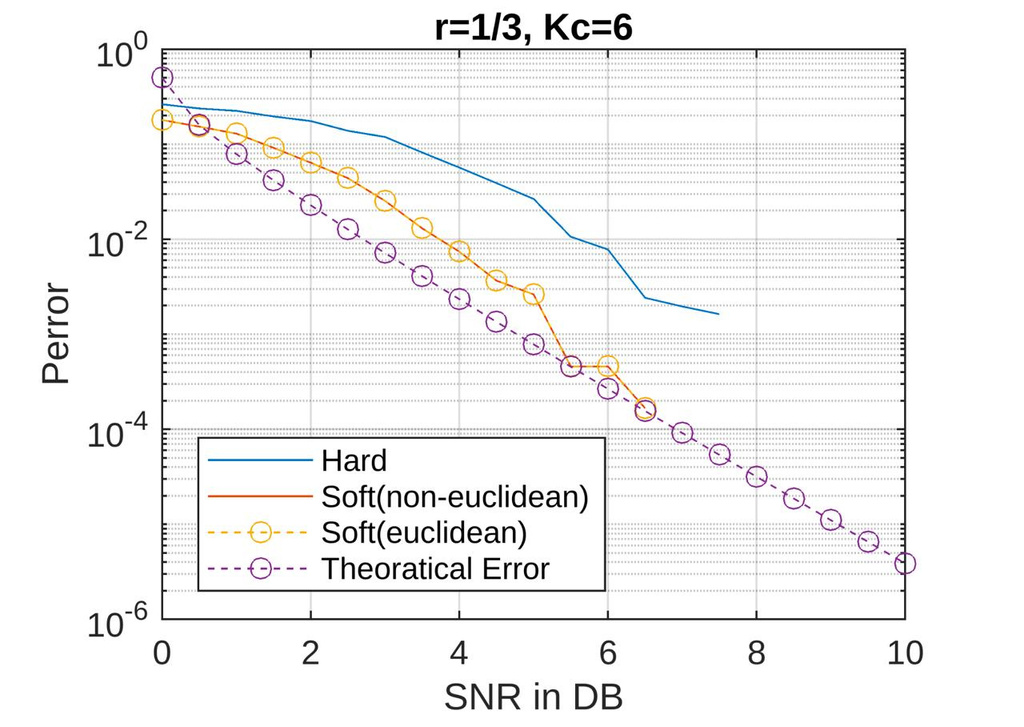 r=1/3, Kc=6
10^0
10^-2
10^-4
10^-6
Perror
Hard
Soft(non-euclidean)
Soft(euclidean)
Theoratical Error
0 2 4 6 8 10
SNR in DB